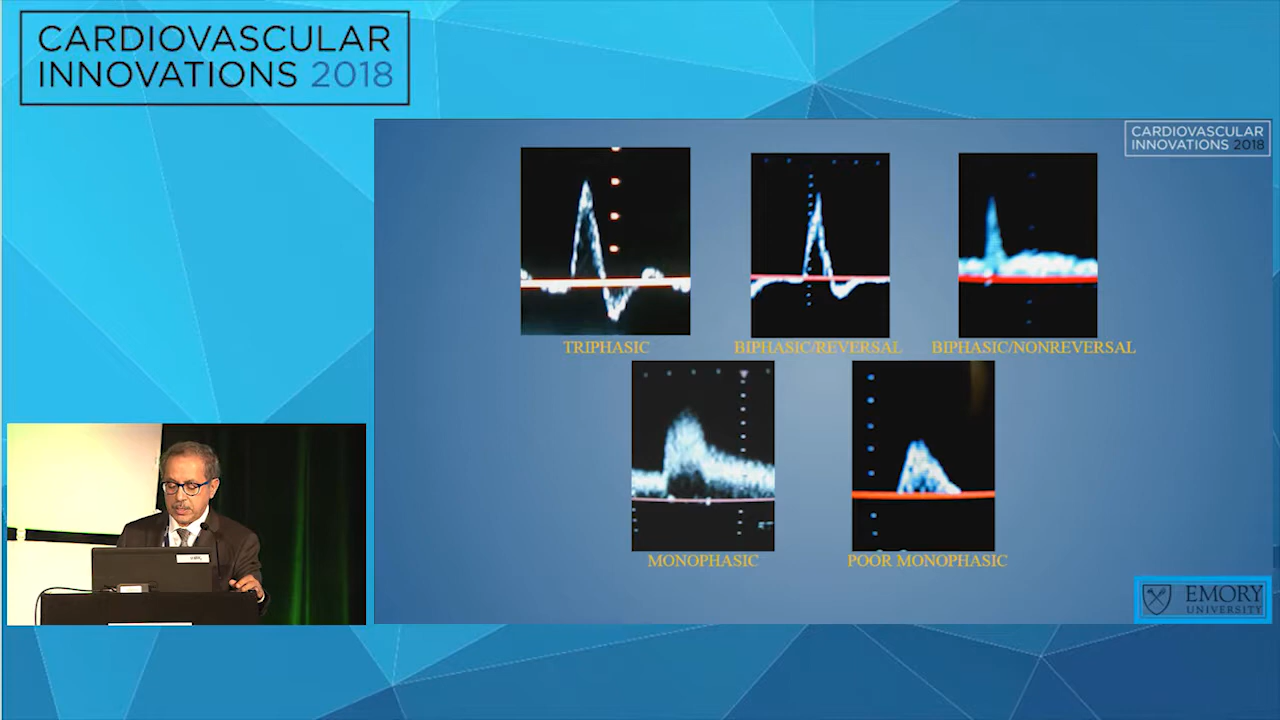 CARDIOVASCULAR
INNOVATIONS 2018
CARDIOVASCULAR
INNOVATIONS 2018
TRIPHASIC
BIPHASIC/REVERSAL
BIPHASIC/NONREVERSAL
MONOPHASIC
POOR MONOPHASIC
EMORY
UNIVERSITY